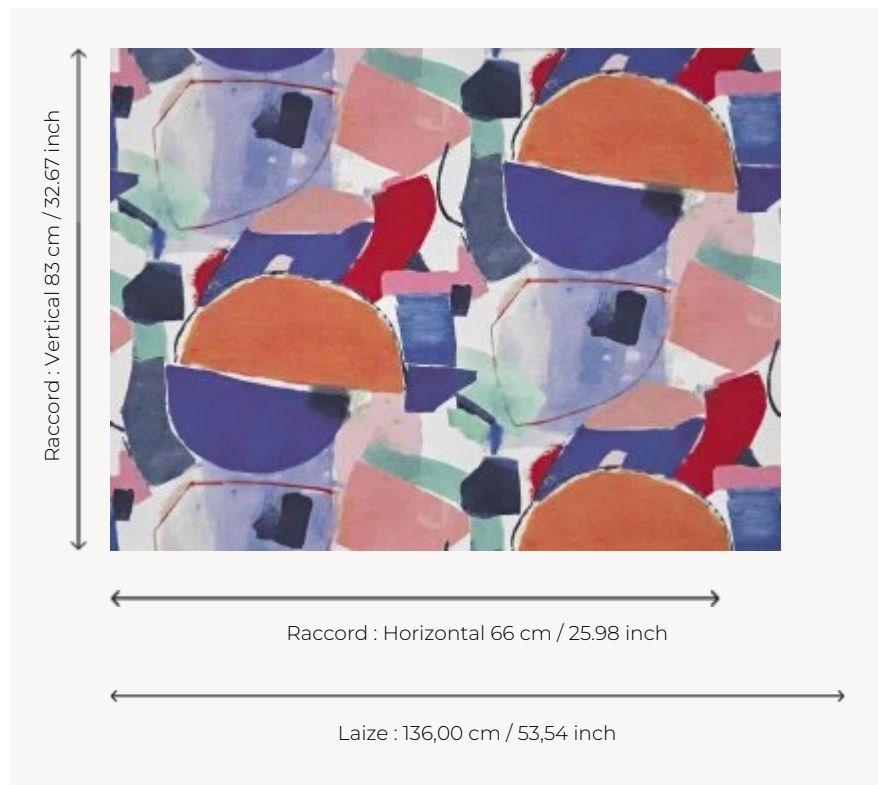 Raccord : Vertical 83 cm / 32.67 inch
Raccord : Horizontal 66 cm / 25.98 inch
Laize : 136,00 cm / 53,54 inch